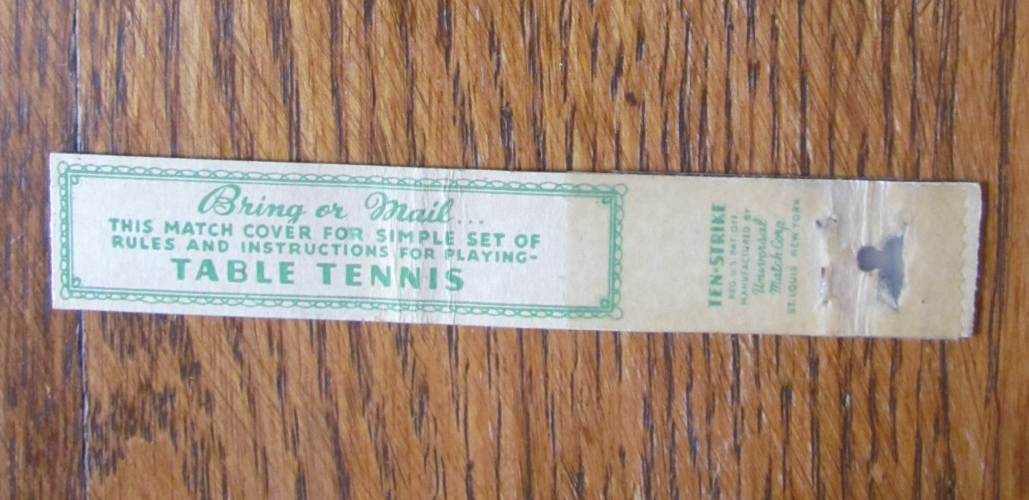 Bring or Mail...
THIS MATCH COVER FOR SIMPLE SET OF
RULES AND INSTRUCTIONS FOR PLAYING-
TABLE TENNIS
TEN-STRIKE
REG. U.S. PAT. OFF.
MANUFACTURED BY
Universal
Match Corp.
ST. LOUIS NEW YORK